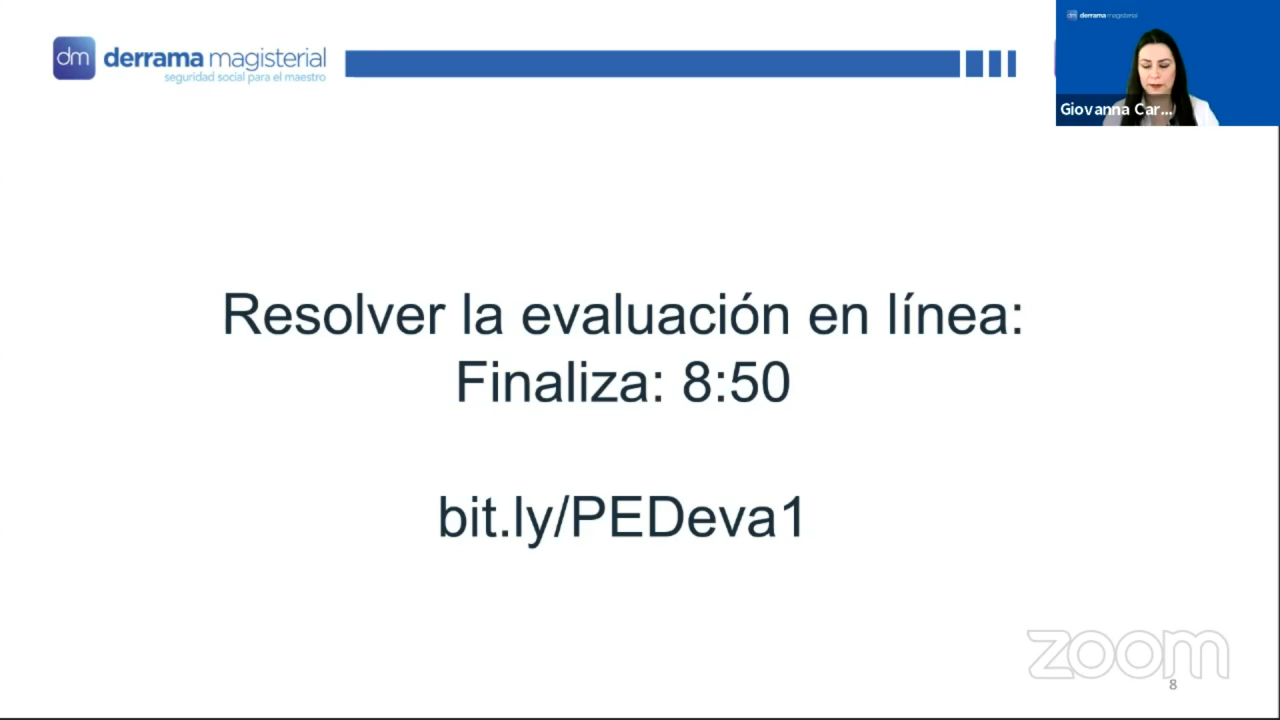 dm derrama magisterial
seguridad social para el maestro
derrama magisterial
Giovanna Car...
Resolver la evaluación en línea:
Finaliza: 8:50
bit.ly/PEDeva1
zoom
8